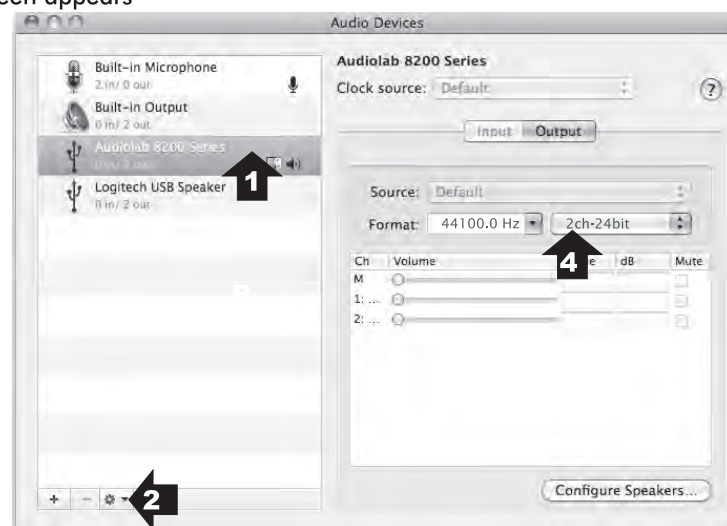 een appears
Audio Devices
Built-in Microphone
2 in/ 0 out
Built-in Output
0 in/ 2 out
Audiolab 8200 Series
1
Logitech USB Speaker
0 in/ 2 out
+ −
2
Audiolab 8200 Series
Clock source: Default
?
Input Output
Source: Default
Format: 44100.0 Hz 2ch-24bit
4
Ch Volume dB Mute
M
1: ...
2: ...
Configure Speakers...